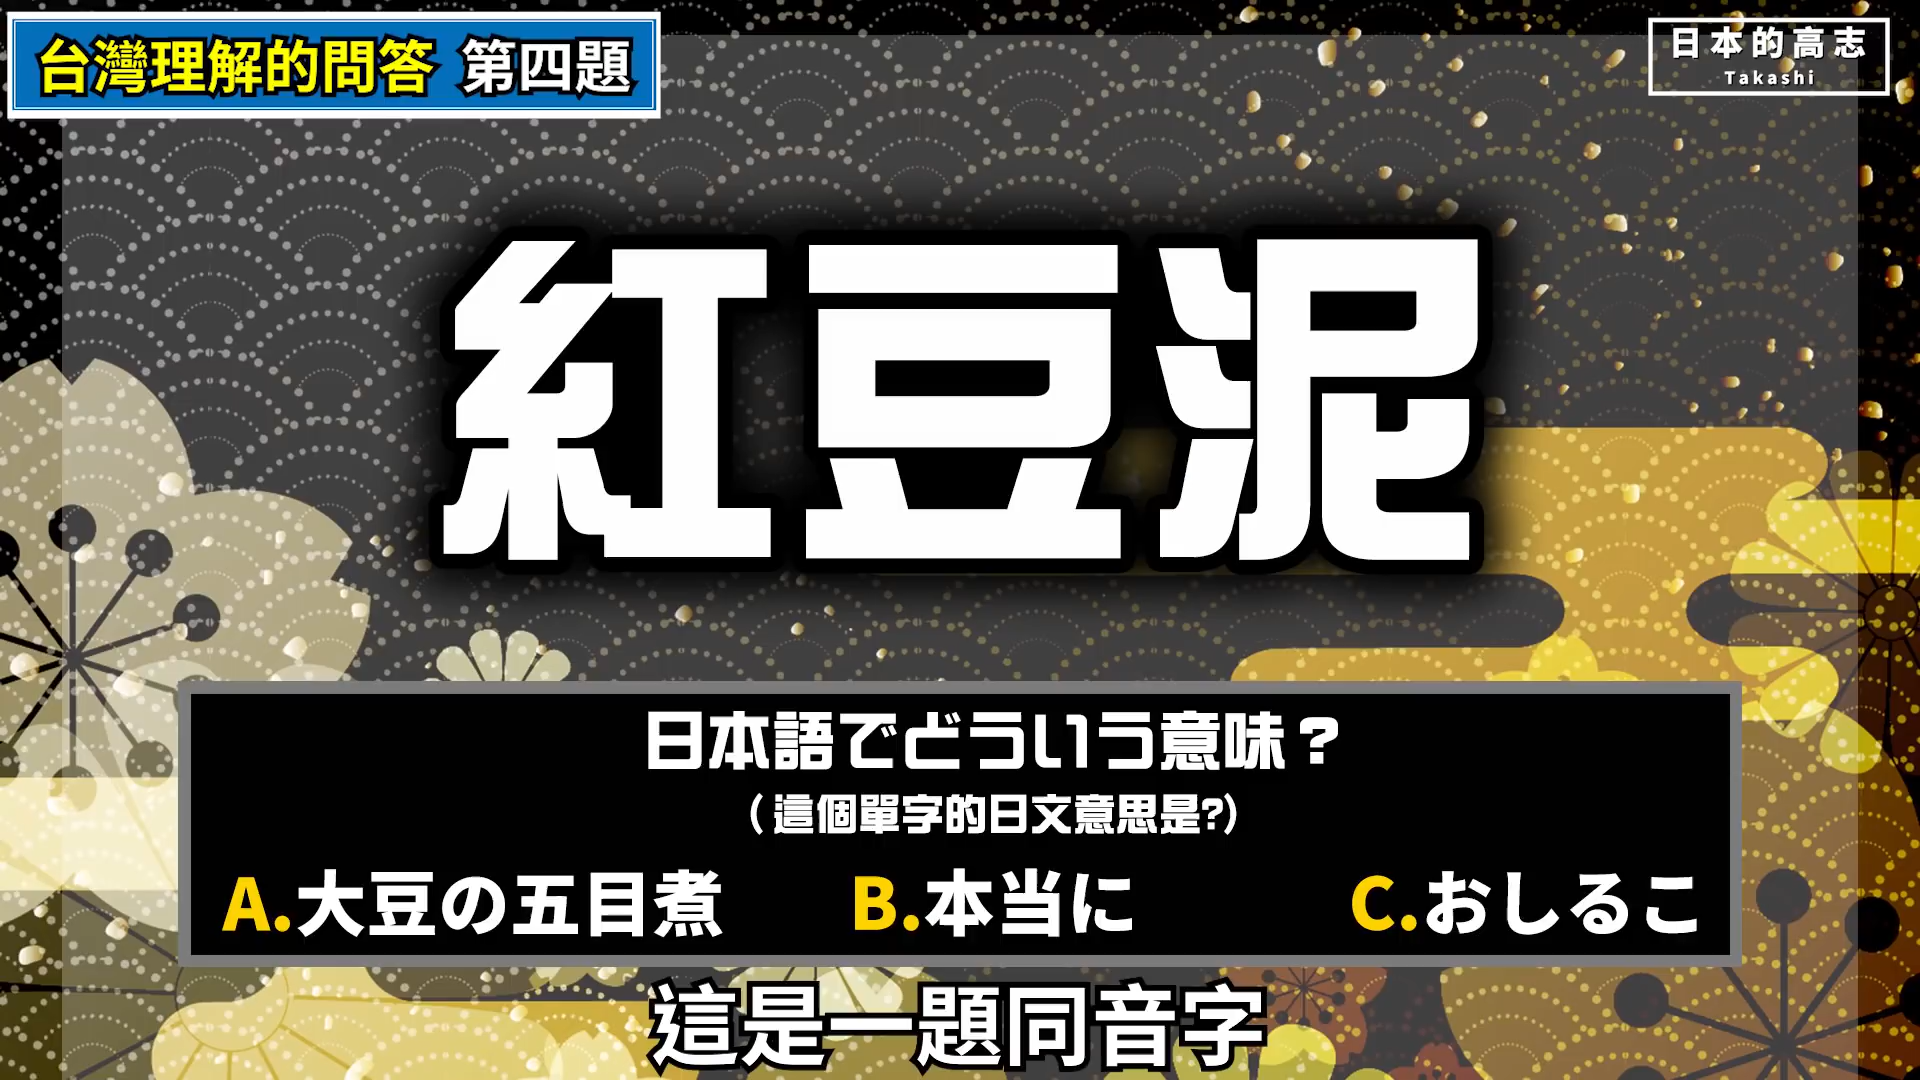 台灣理解的問答 第四題
日本的高志
Takashi
紅豆泥
日本語でどういう意味？
（這個單字的日文意思是?）
A.大豆の五目煮 B.本当に C.おしるこ
這是一題同音字